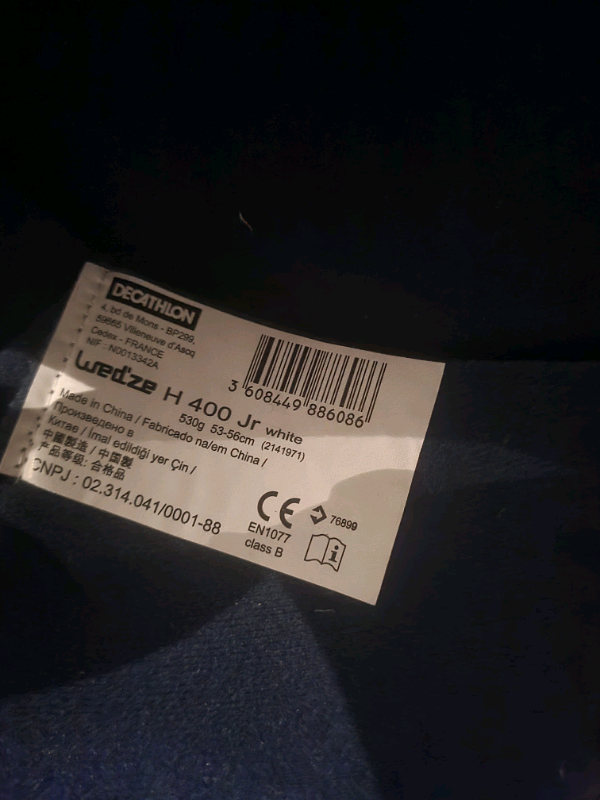 DECATHLON
4, bd de Mons - BP299,
59665 Villeneuve d'Ascq
Cedex - FRANCE
NIF : N0013342A
wed'ze H 400 Jr white
530g 53-56cm (2141971)
3 608449 886086
Made in China / Fabricado na/em China /
Произведено в
Китае / İmal edildiği yer Çin /
中國製造 / 中国製
产品等级: 合格品
CNPJ : 02.314.041/0001-88
CE
76899
EN1077
class B
i